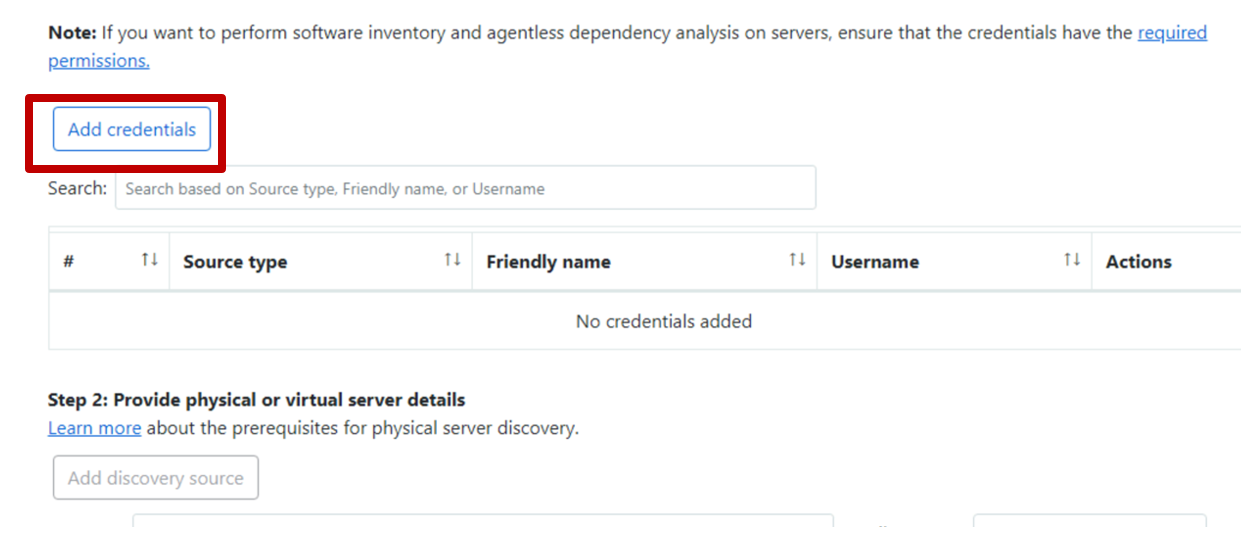 Note: If you want to perform software inventory and agentless dependency analysis on servers, ensure that the credentials have the required
permissions.
Add credentials
Search: Search based on Source type, Friendly name, or Username
# ↑↓ Source type ↑↓ Friendly name ↑↓ Username ↑↓ Actions
No credentials added
Step 2: Provide physical or virtual server details
Learn more about the prerequisites for physical server discovery.
Add discovery source